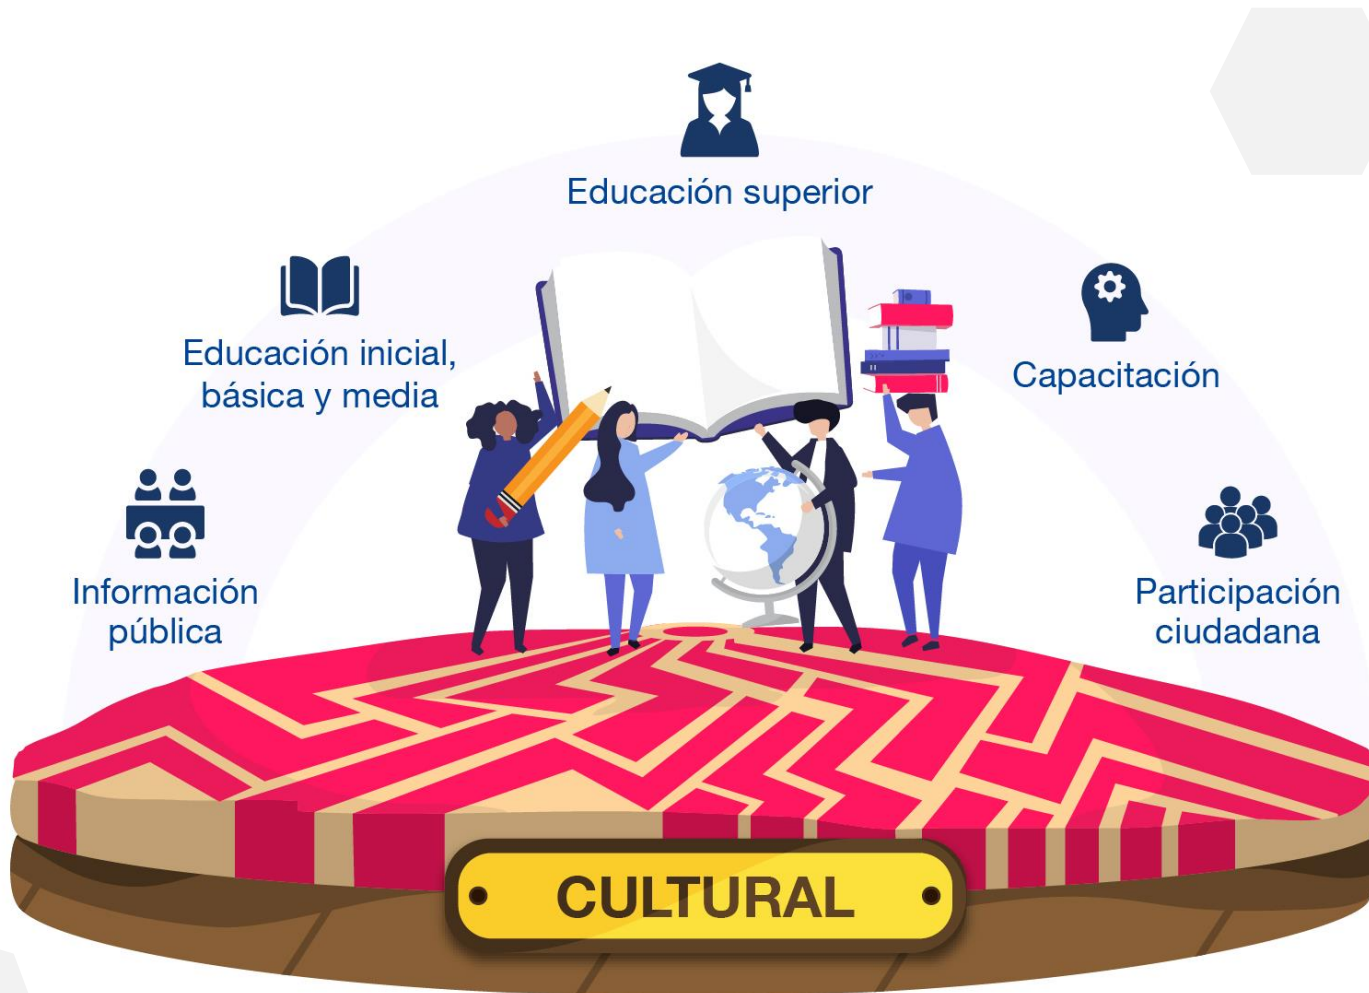 Educación superior
Educación inicial,
básica y media
Capacitación
Información
pública
Participación
ciudadana
CULTURAL